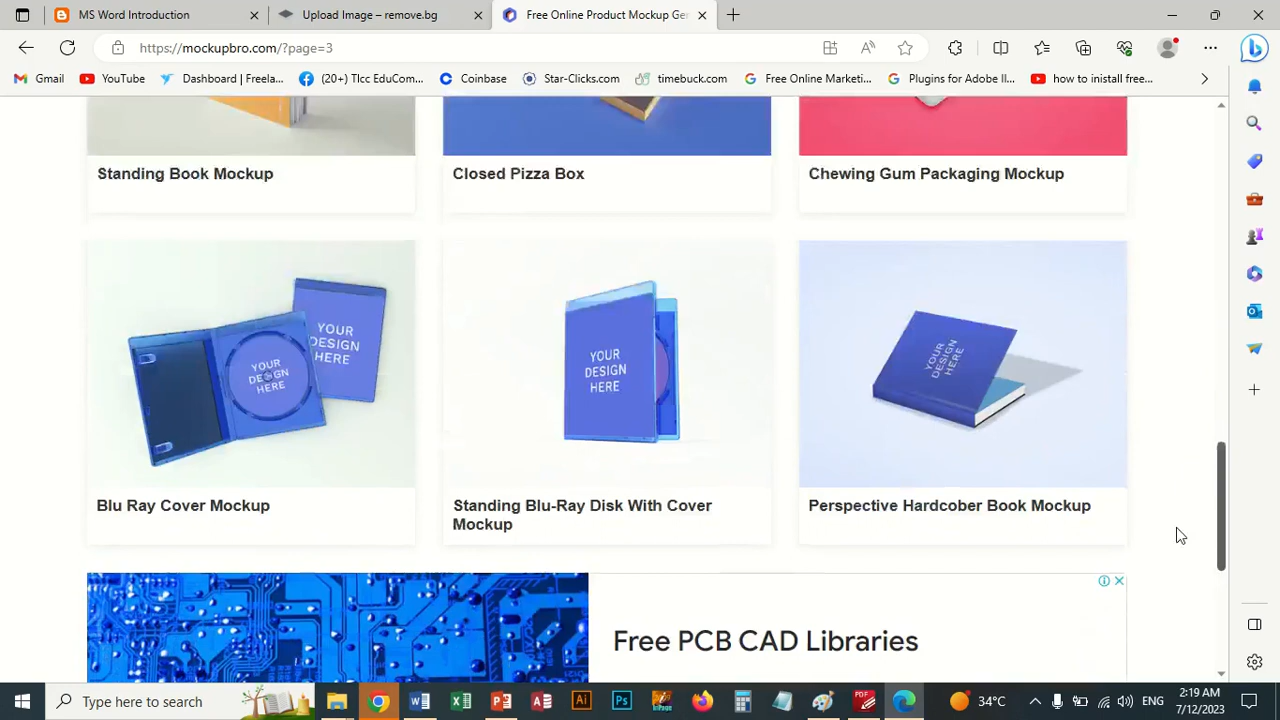 MS Word Introduction
Upload Image – remove.bg
Free Online Product Mockup Ger
https://mockupbro.com/?page=3
Gmail
YouTube
Dashboard | Freela...
(20+) Tlcc EduCom...
Coinbase
Star-Clicks.com
timebuck.com
Free Online Marketi...
Plugins for Adobe Il...
how to inistall free...
Standing Book Mockup
Closed Pizza Box
Chewing Gum Packaging Mockup
YOUR
DESIGN
HERE
YOUR
DESIGN
HERE
YOUR
DESIGN
HERE
YOUR
DESIGN
HERE
Blu Ray Cover Mockup
Standing Blu-Ray Disk With Cover
Mockup
Perspective Hardcober Book Mockup
Free PCB CAD Libraries
Type here to search
34°C
ENG
2:19 AM
7/12/2023